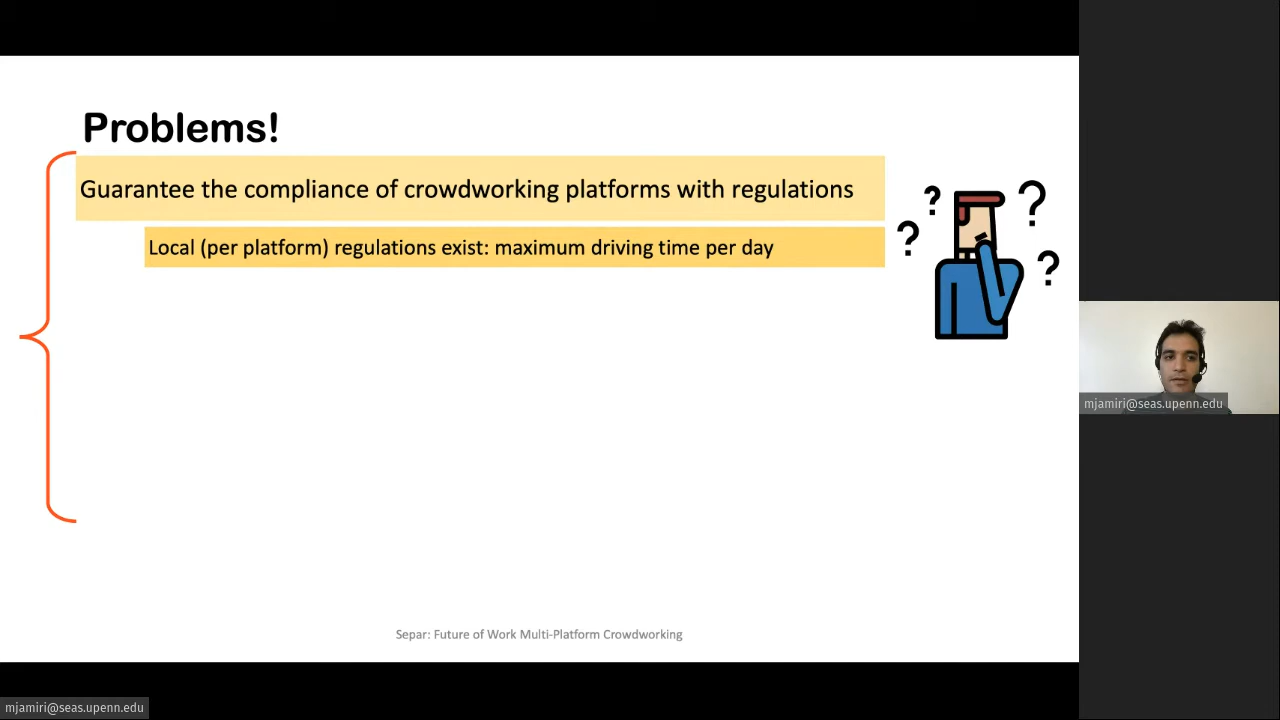 Problems!
Guarantee the compliance of crowdworking platforms with regulations
Local (per platform) regulations exist: maximum driving time per day
? ? ? ?
Separ: Future of Work Multi-Platform Crowdworking
mjamiri@seas.upenn.edu
mjamiri@seas.upenn.edu